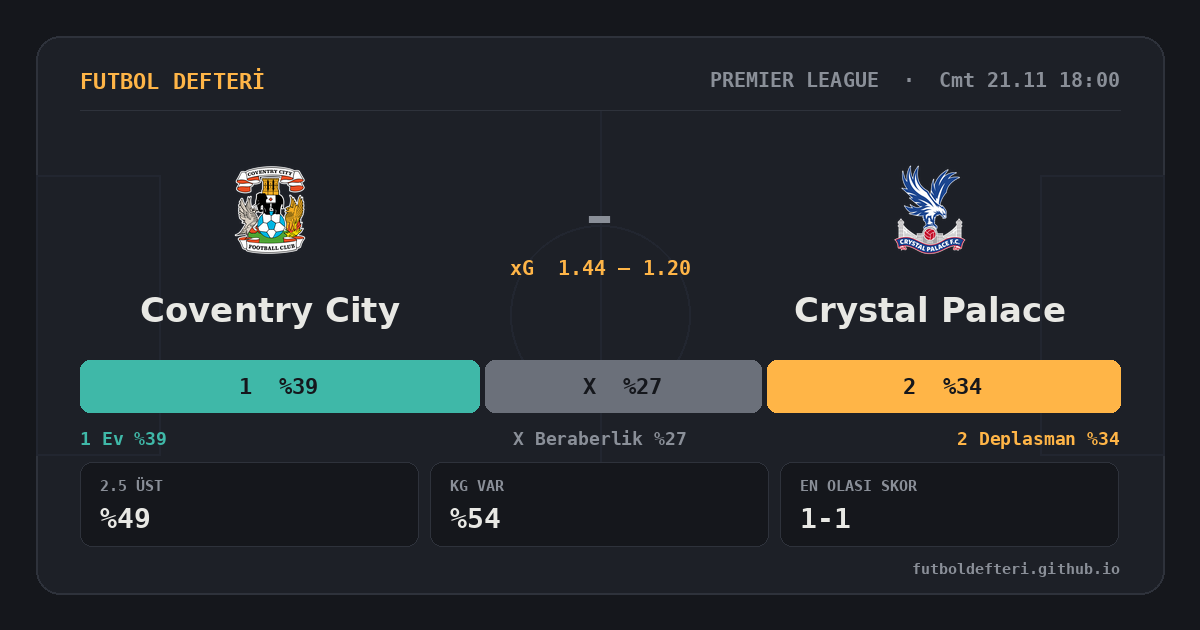 FUTBOL DEFTERİ
PREMIER LEAGUE · Cmt 21.11 18:00
COVENTRY CITY
FOOTBALL CLUB
CRYSTAL PALACE F.C.
–
xG 1.44 — 1.20
Coventry City
Crystal Palace
1 %39
X %27
2 %34
1 Ev %39
X Beraberlik %27
2 Deplasman %34
2.5 ÜST
KG VAR
EN OLASI SKOR
%49
%54
1-1
futboldefteri.github.io